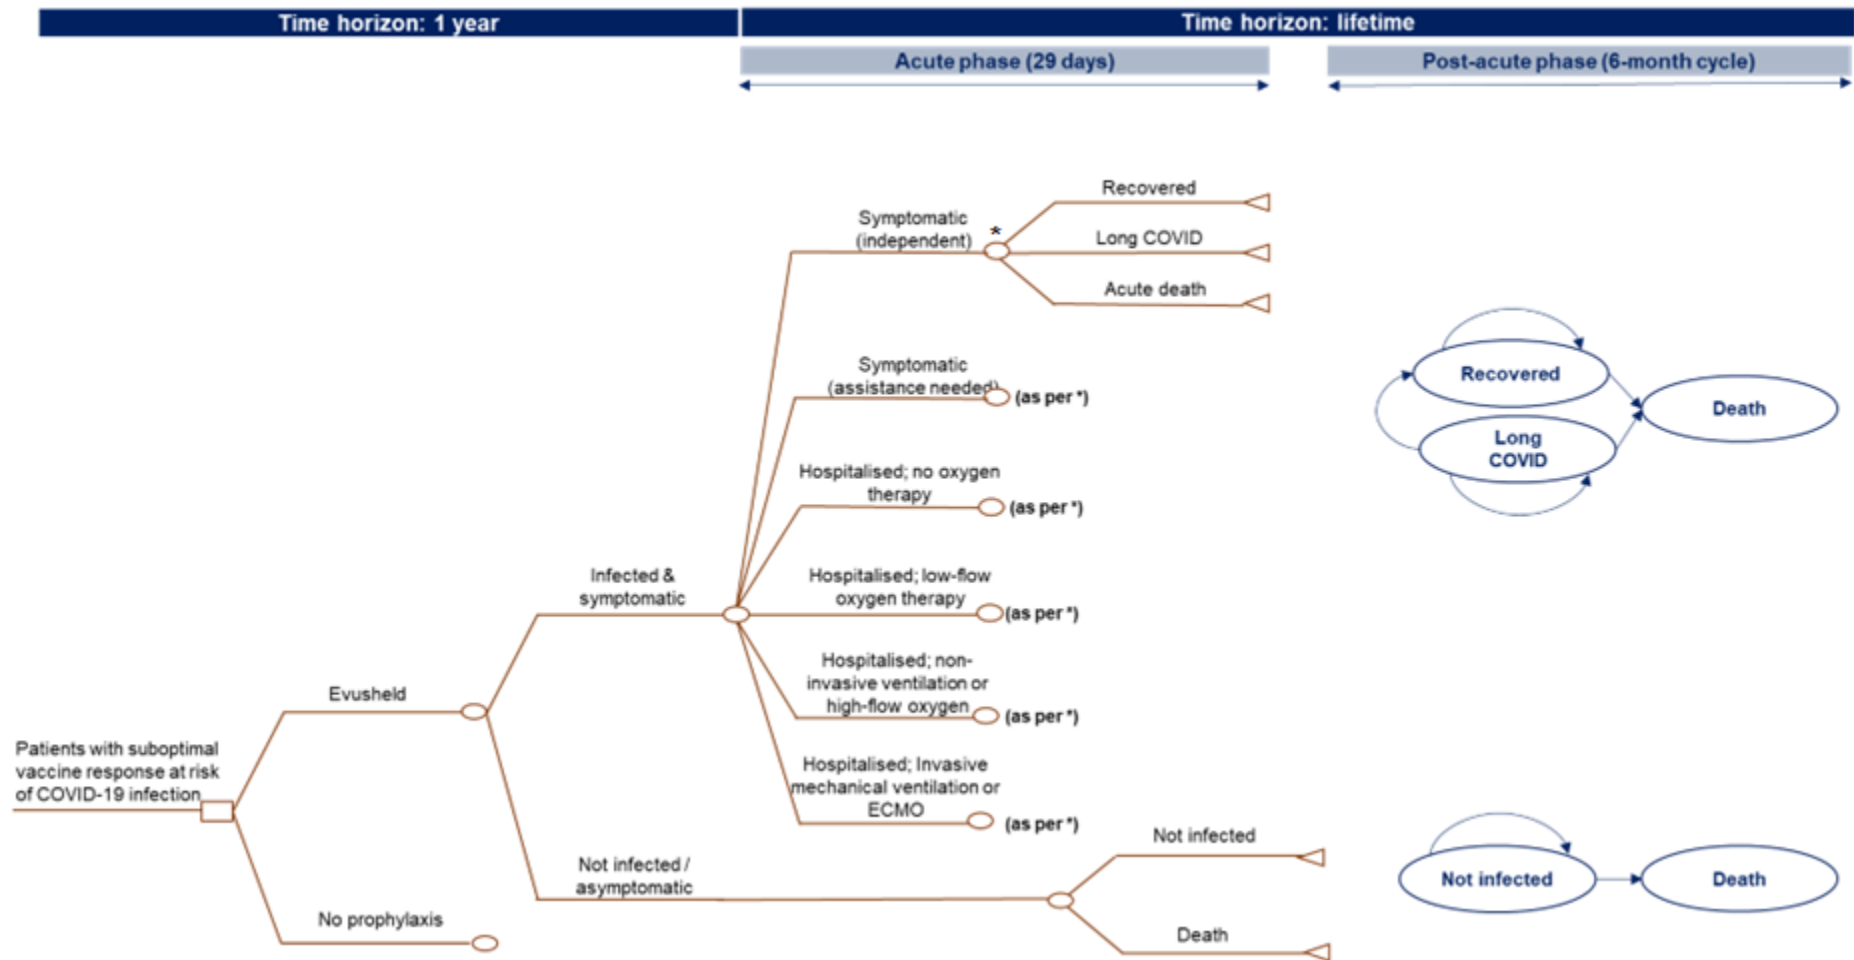 Time horizon: 1 year
Time horizon: lifetime
Acute phase (29 days)
Post-acute phase (6-month cycle)
Recovered
Symptomatic
(independent)
*
Long COVID
Acute death
Symptomatic
(assistance needed)
(as per *)
Hospitalised; no oxygen
therapy
(as per *)
Infected &
symptomatic
Hospitalised; low-flow
oxygen therapy
(as per *)
Hospitalised; non-
invasive ventilation or
high-flow oxygen
(as per *)
Evusheld
Patients with suboptimal
vaccine response at risk
of COVID-19 infection
Hospitalised; Invasive
mechanical ventilation or
ECMO
(as per *)
Not infected /
asymptomatic
Not infected
No prophylaxis
Death
Recovered
Death
Long
COVID
Not infected
Death